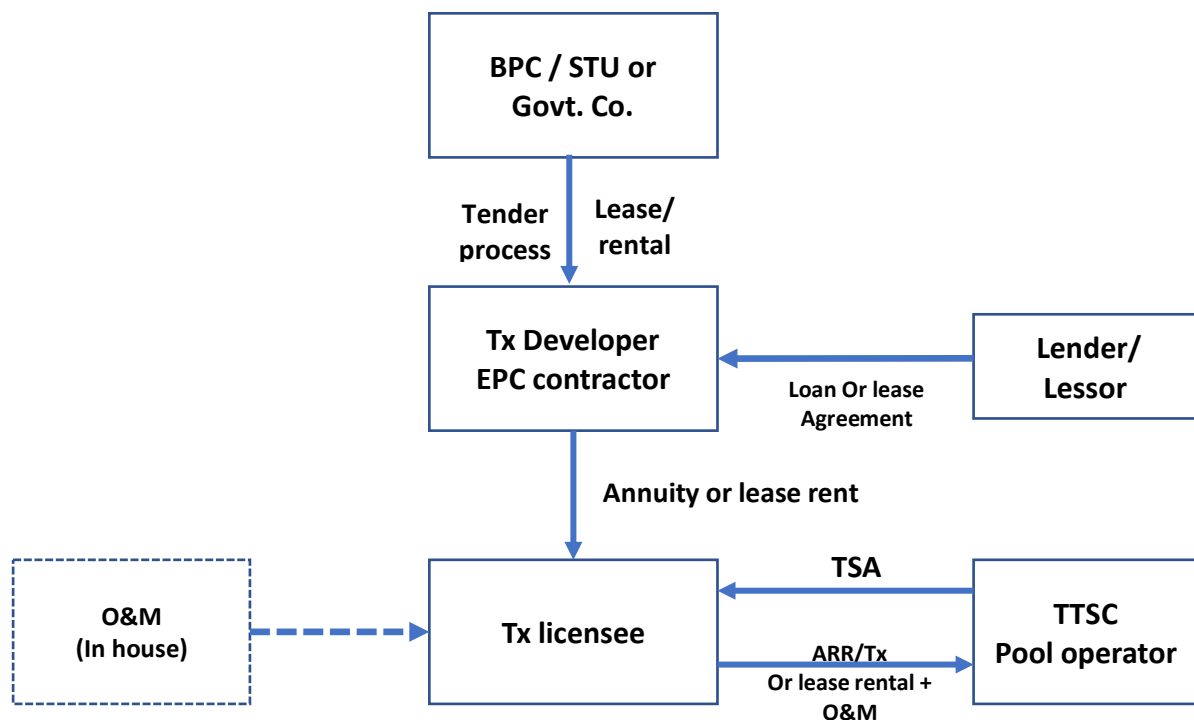 BPC / STU or
Govt. Co.
Tender
process
Lease/
rental
Tx Developer
EPC contractor
Loan Or lease
Agreement
Lender/
Lessor
Annuity or lease rent
O&M
(In house)
Tx licensee
TSA
ARR/Tx
Or lease rental +
O&M
TTSC
Pool operator